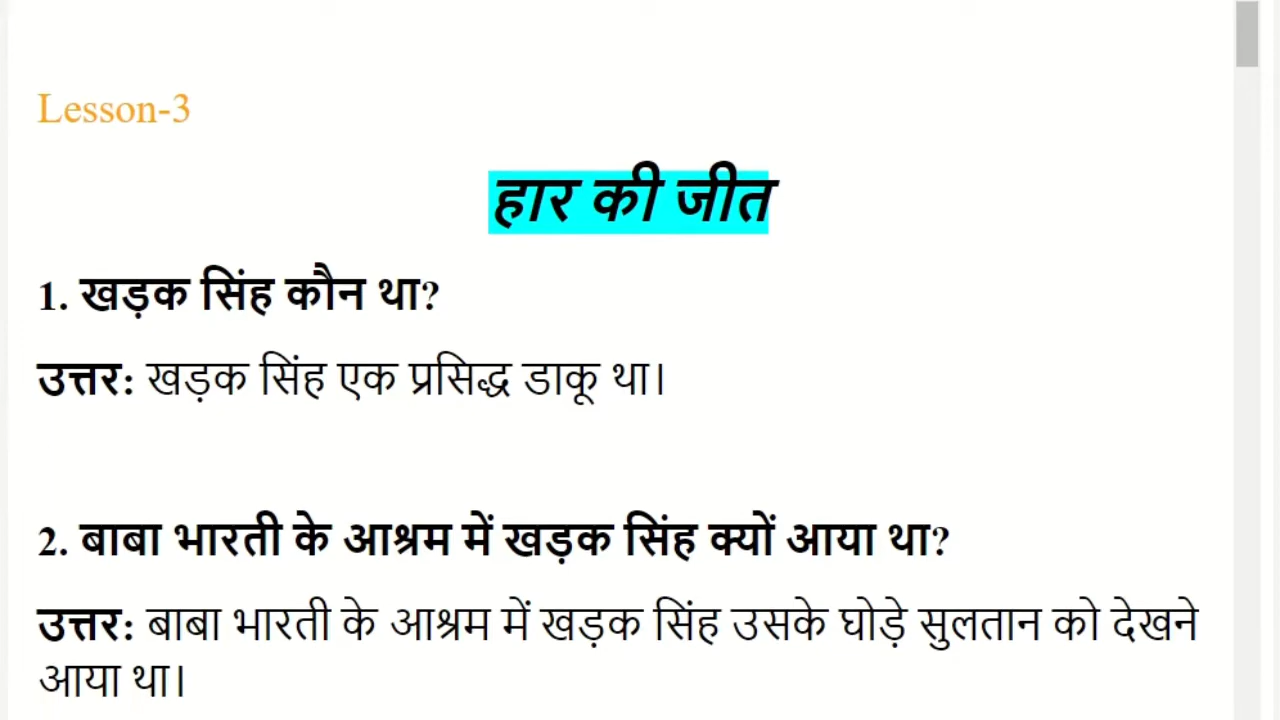 Lesson-3
हार की जीत
1. खड़क सिंह कौन था?
उत्तर: खड़क सिंह एक प्रसिद्ध डाकू था।
2. बाबा भारती के आश्रम में खड़क सिंह क्यों आया था?
उत्तर: बाबा भारती के आश्रम में खड़क सिंह उसके घोड़े सुलतान को देखने
आया था।